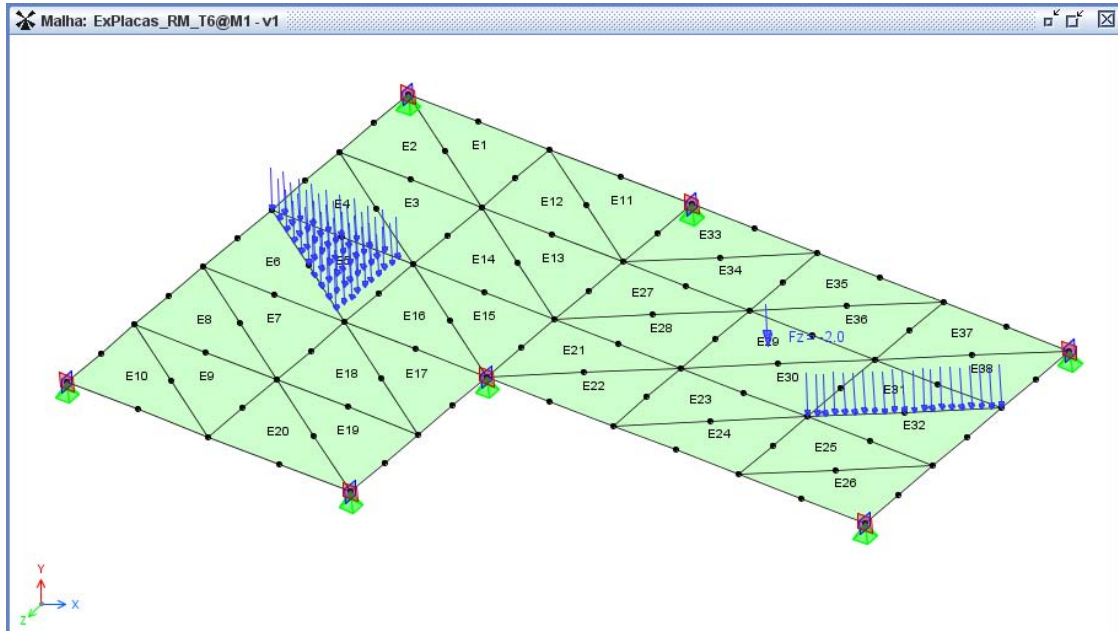 Malha: ExPlacas_RM_T6@M1 - v1
E2
E1
E4
E3
E12
E11
E33
E6
E5
E14
E13
E34
E35
E8
E7
E16
E15
E27
E28
E36
E37
E29
Fz = -2.0
E10
E9
E18
E17
E21
E22
E30
E38
E31
E20
E19
E23
E24
E32
E25
E26
Y
X
Z